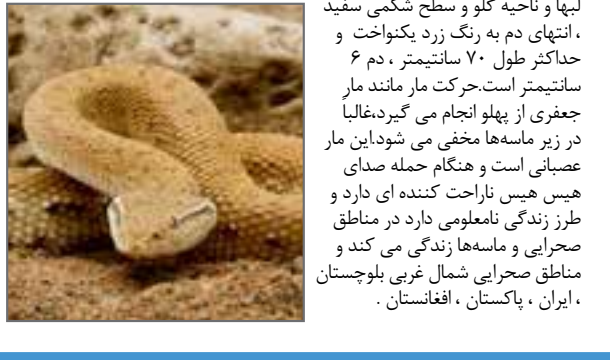 لبها و ناحیه گلو و سطح شکمی سفید
، انتهای دم به رنگ زرد یکنواخت و
حداکثر طول ۷۰ سانتیمتر ، دم ۶
سانتیمتر است.حرکت مار مانند مار
جعفری از پهلو انجام می گیرد،غالباً
در زیر ماسه‌ها مخفی می شود.این مار
عصبانی است و هنگام حمله صدای
هیس هیس ناراحت کننده ای دارد و
طرز زندگی نامعلومی دارد در مناطق
صحرایی و ماسه‌ها زندگی می کند و
مناطق صحرایی شمال غربی بلوچستان
، ایران ، پاکستان ، افغانستان .